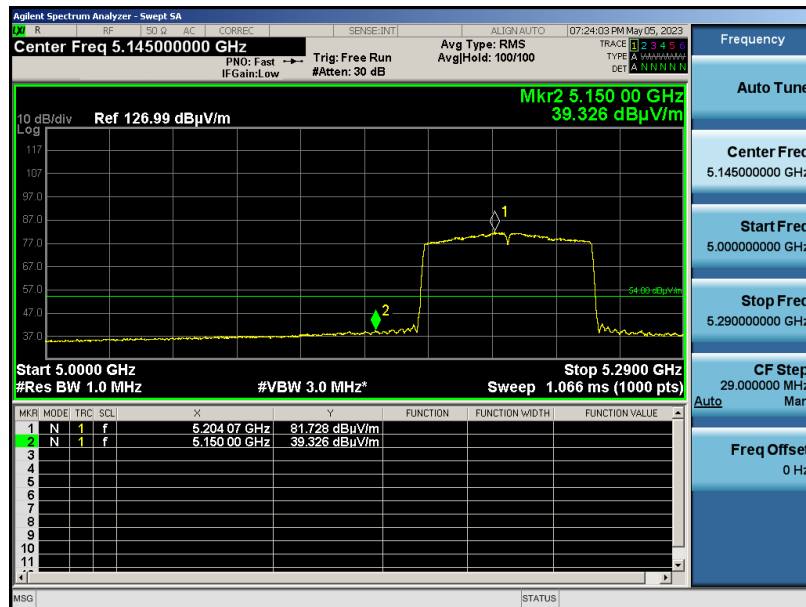 Agilent Spectrum Analyzer - Swept SA
LXI R RF 50 Ω AC CORREC SENSE:INT ALIGN AUTO 07:24:03 PM May 05, 2023
Center Freq 5.145000000 GHz Avg Type: RMS TRACE 1 2 3 4 5 6
PNO: Fast Trig: Free Run Avg|Hold: 100/100 TYPE A WWWWW
IFGain:Low #Atten: 30 dB DET A N N N N N
Mkr2 5.150 00 GHz
10 dB/div Ref 126.99 dBµV/m 39.326 dBµV/m
Log
117
107
97.0
1
87.0
77.0
67.0
57.0
54.00 dBµV/m
47.0
2
37.0
Start 5.0000 GHz Stop 5.2900 GHz
#Res BW 1.0 MHz #VBW 3.0 MHz* Sweep 1.066 ms (1000 pts)
MKR MODE TRC SCL X Y FUNCTION FUNCTION WIDTH FUNCTION VALUE
1 N 1 f 5.204 07 GHz 81.728 dBµV/m
2 N 1 f 5.150 00 GHz 39.326 dBµV/m
3
4
5
6
7
8
9
10
11
MSG STATUS
Frequency
Auto Tune
Center Freq
5.145000000 GHz
Start Freq
5.000000000 GHz
Stop Freq
5.290000000 GHz
CF Step
29.000000 MHz
Auto Man
Freq Offset
0 Hz